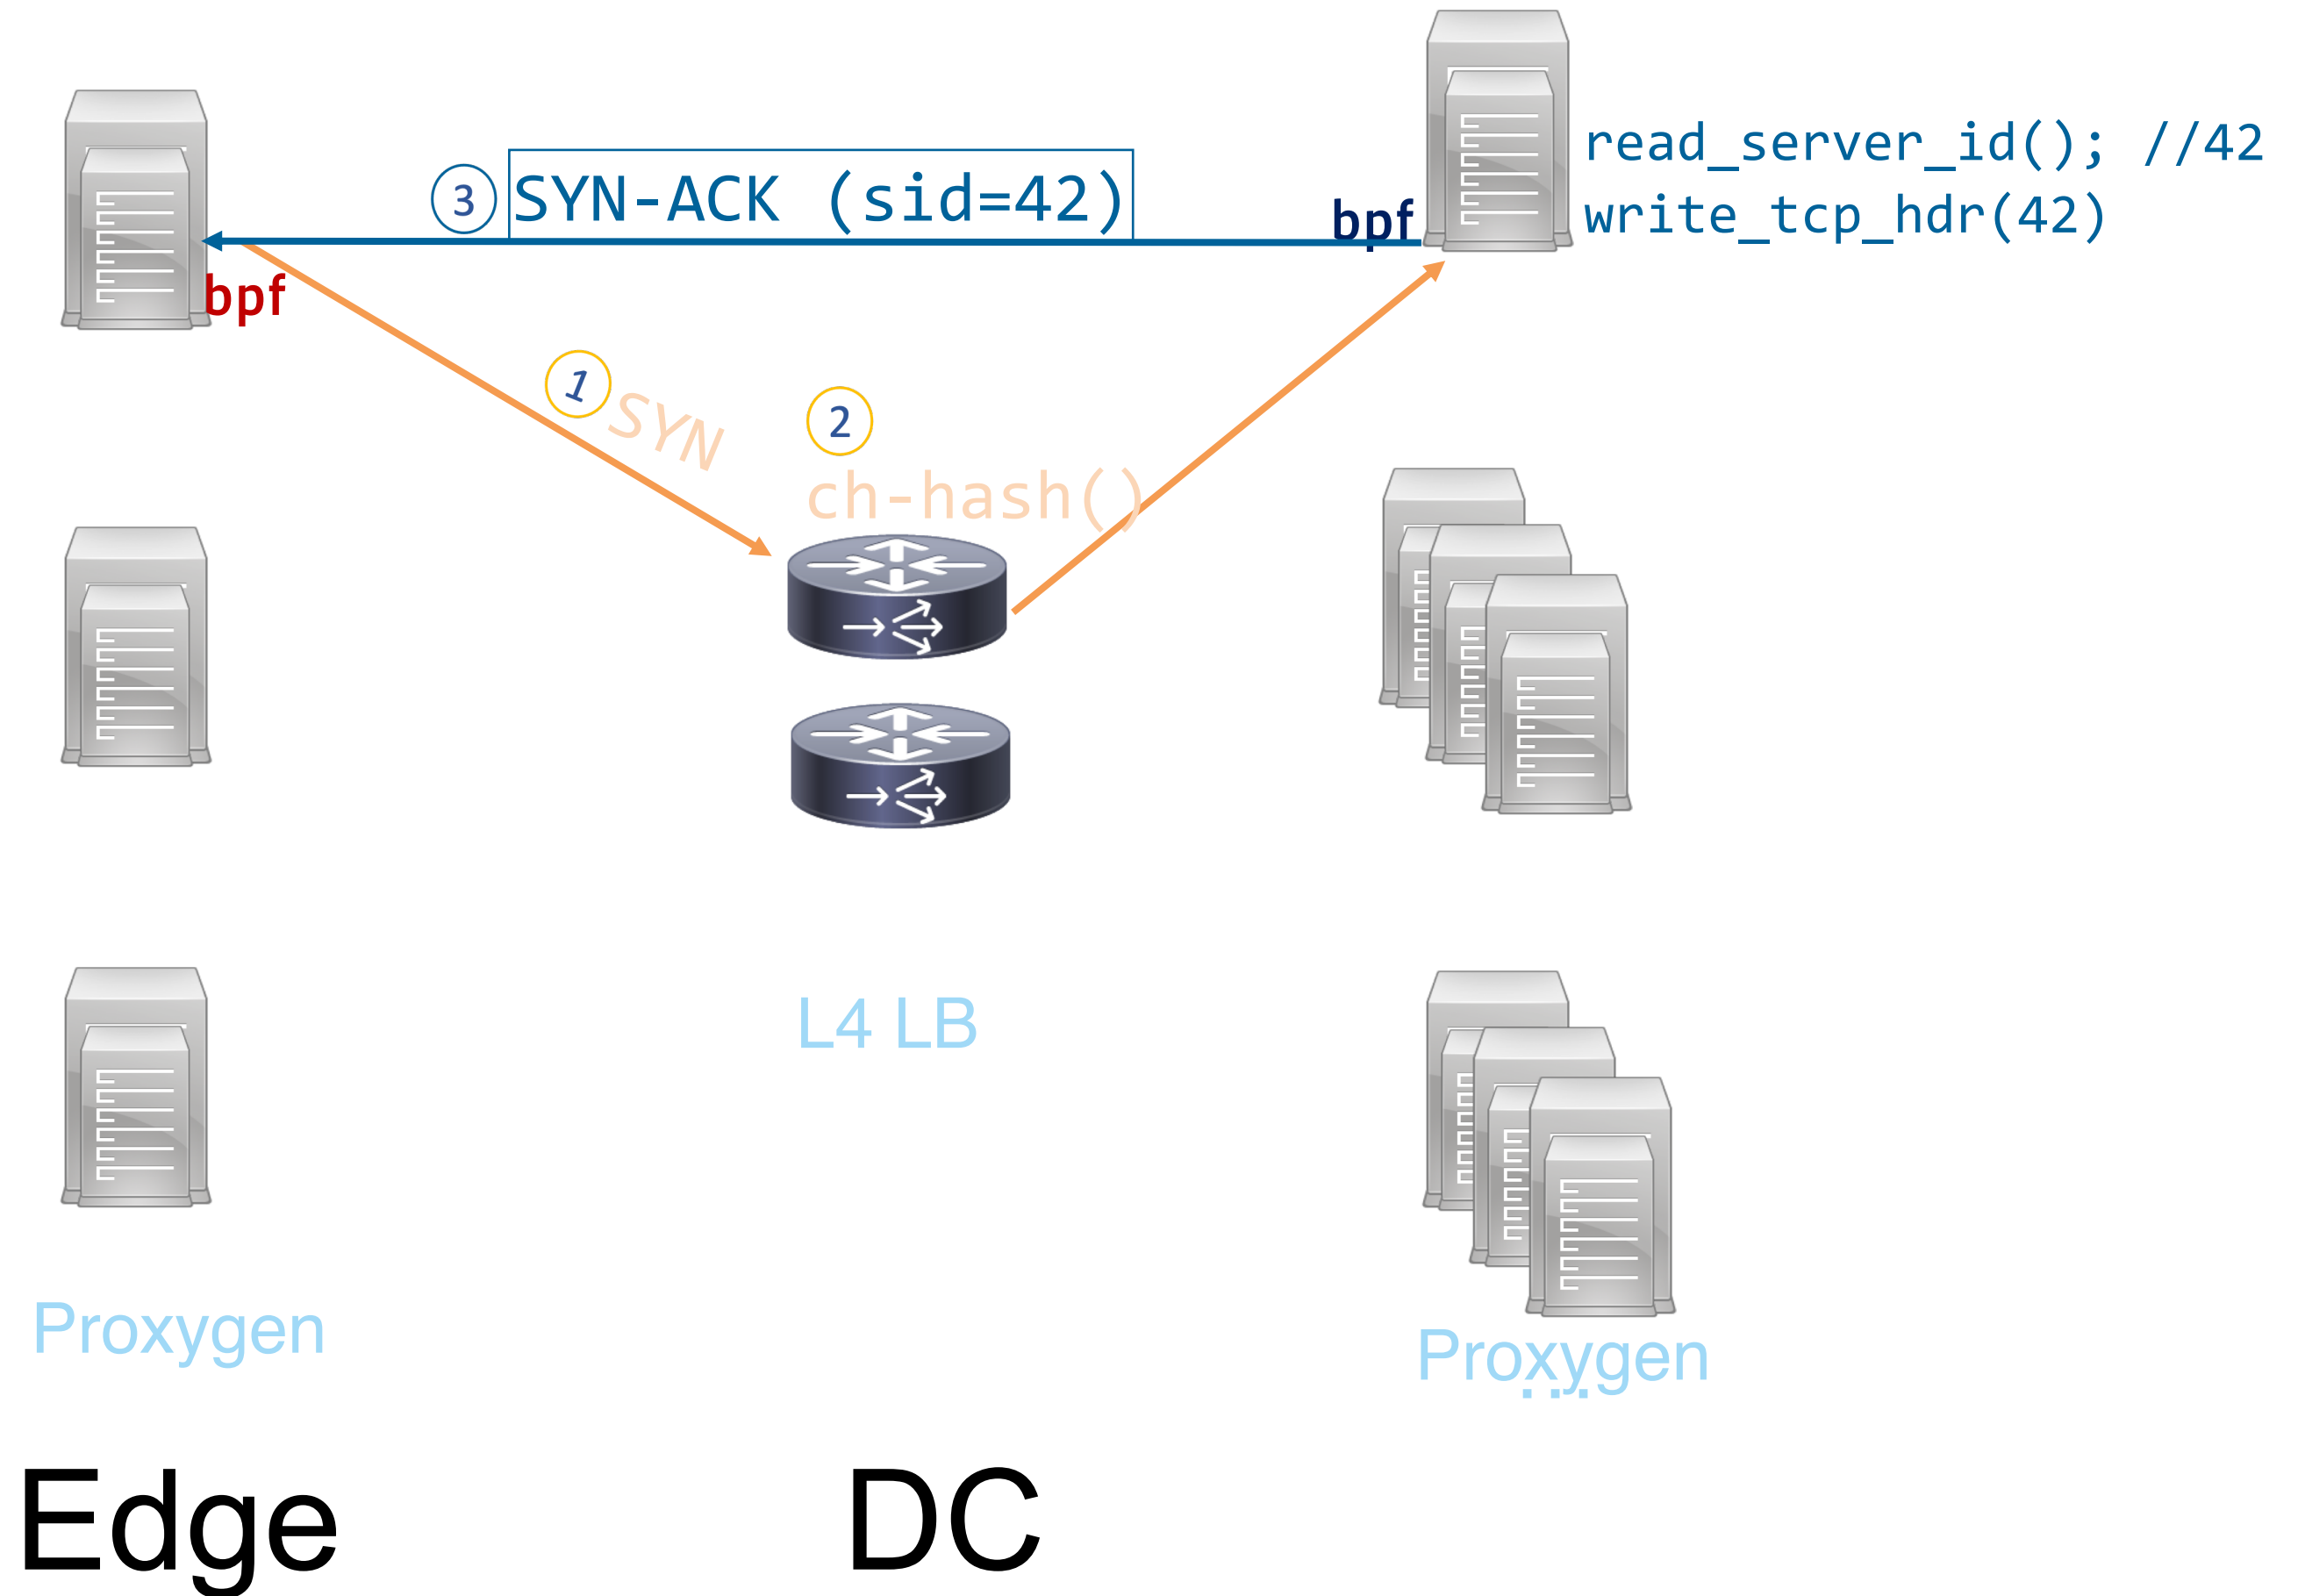 read_server_id(); //42
write_tcp_hdr(42)
3 SYN-ACK (sid=42)
bpf
bpf
1 SYN
2
ch-hash()
L4 LB
Proxygen
Proxygen
...
Edge
DC